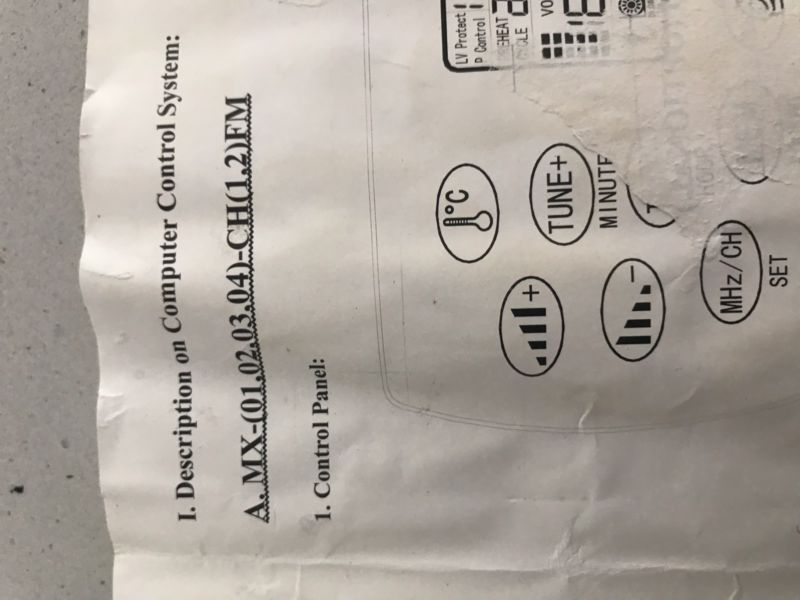 I. Description on Computer Control System:
A. MX-(01.02.03.04)-CH(1.2)FM
1. Control Panel:
LV Protect
Control
°C
TUNE+
MINUTE
+
-
MHz/CH
SET